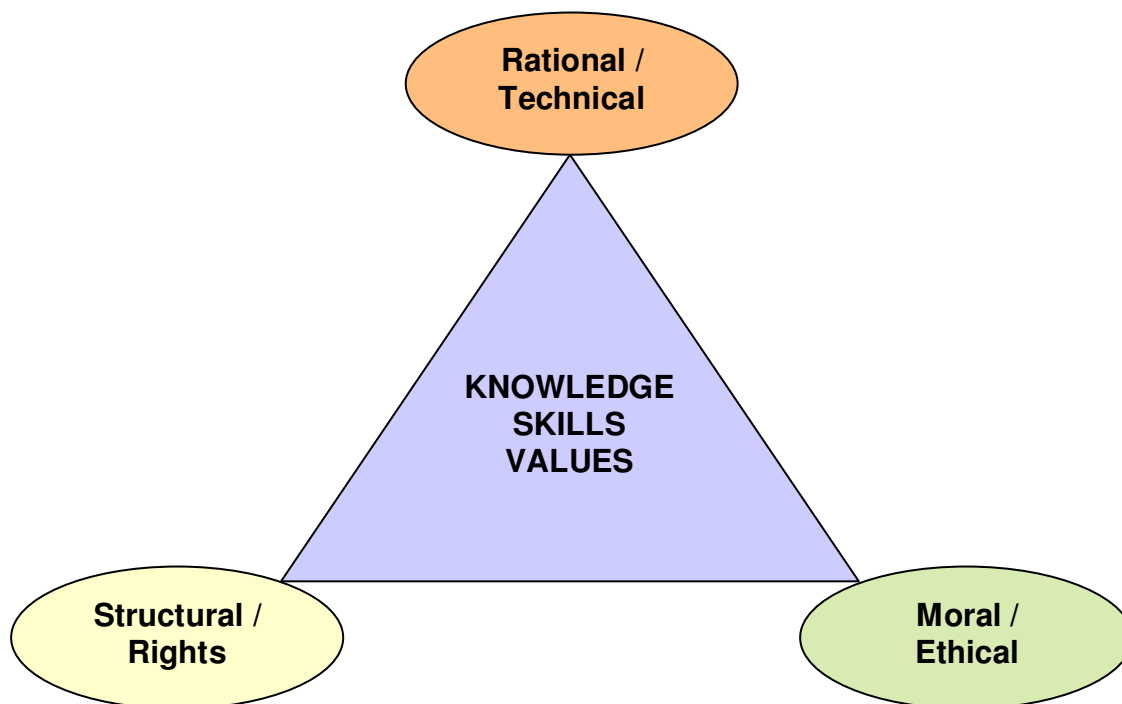 Rational /
Technical
KNOWLEDGE
SKILLS
VALUES
Structural /
Rights
Moral /
Ethical